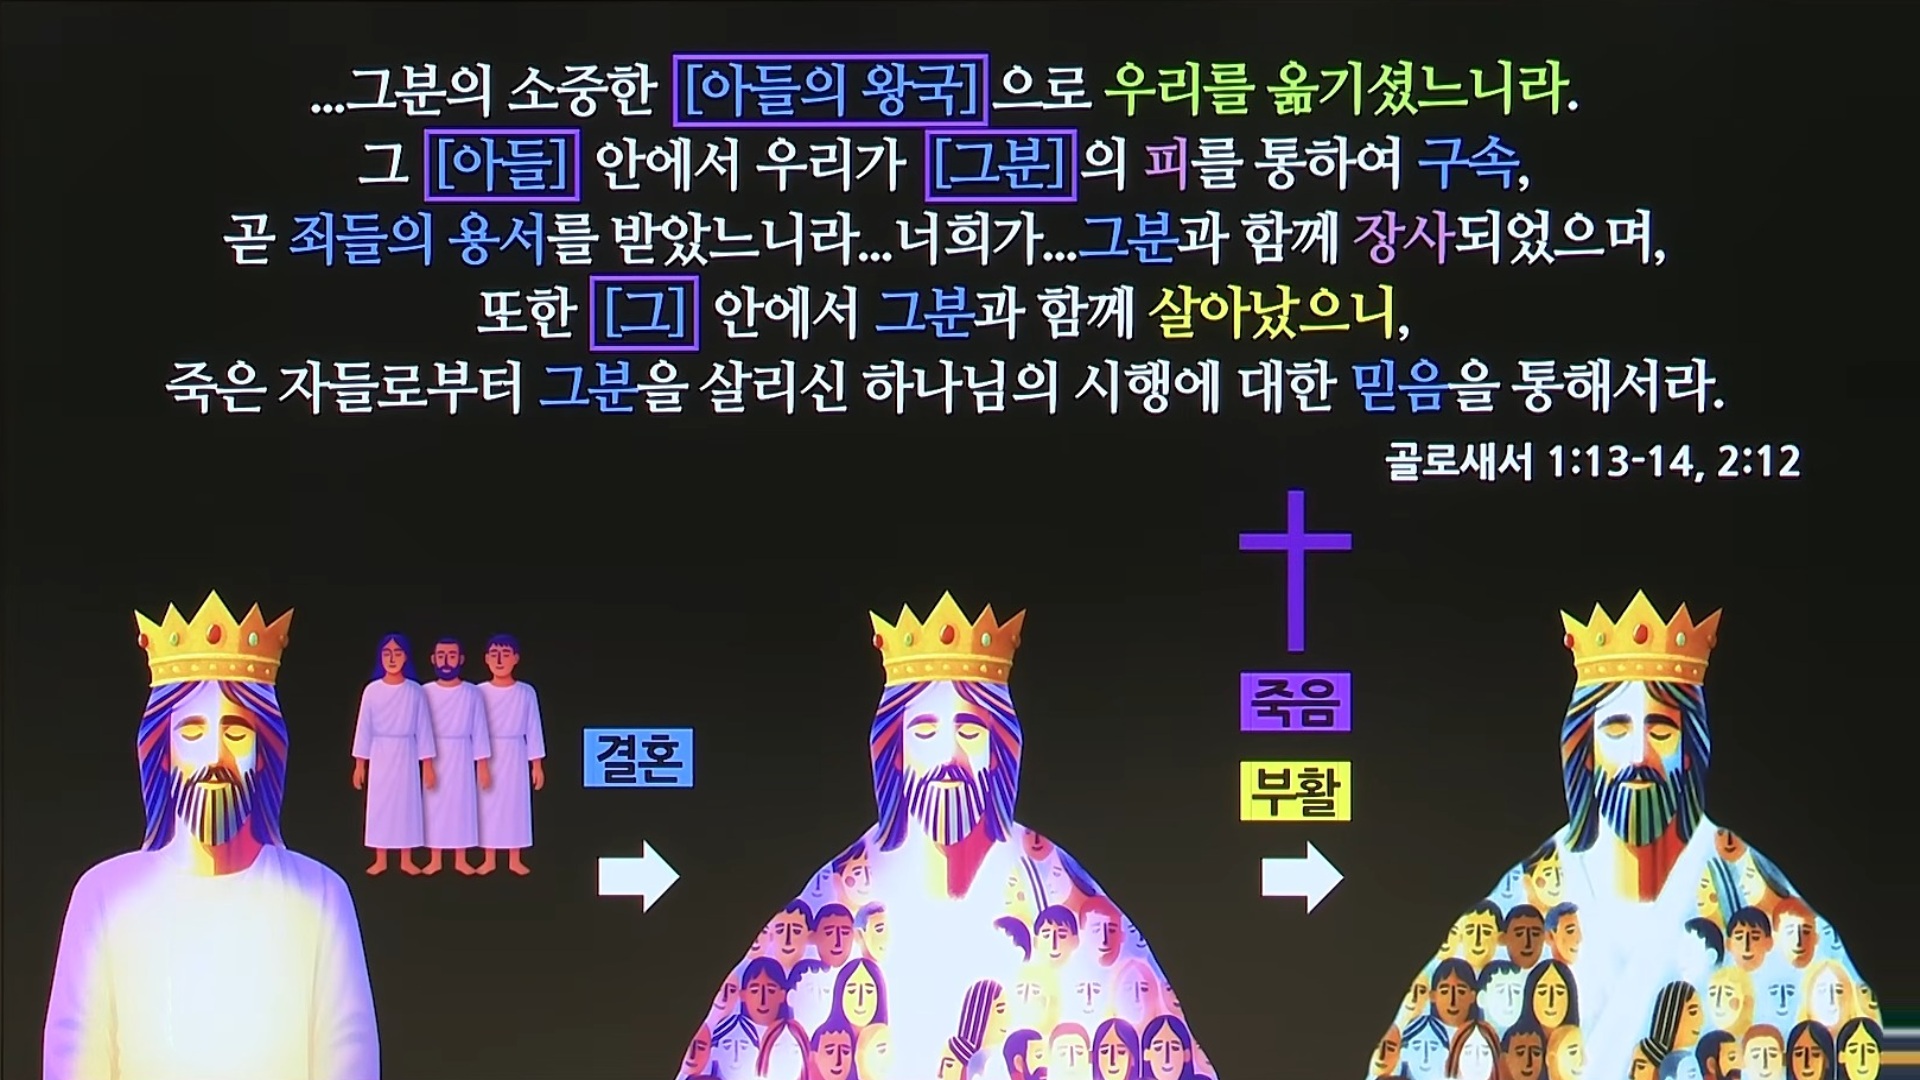 ...그분의 소중한 [아들의 왕국]으로 우리를 옮기셨느니라.
그 [아들] 안에서 우리가 [그분]의 피를 통하여 구속,
곧 죄들의 용서를 받았느니라...너희가...그분과 함께 장사되었으며,
또한 [그] 안에서 그분과 함께 살아났으니,
죽은 자들로부터 그분을 살리신 하나님의 시행에 대한 믿음을 통해서라.
골로새서 1:13-14, 2:12
결혼
죽음
부활